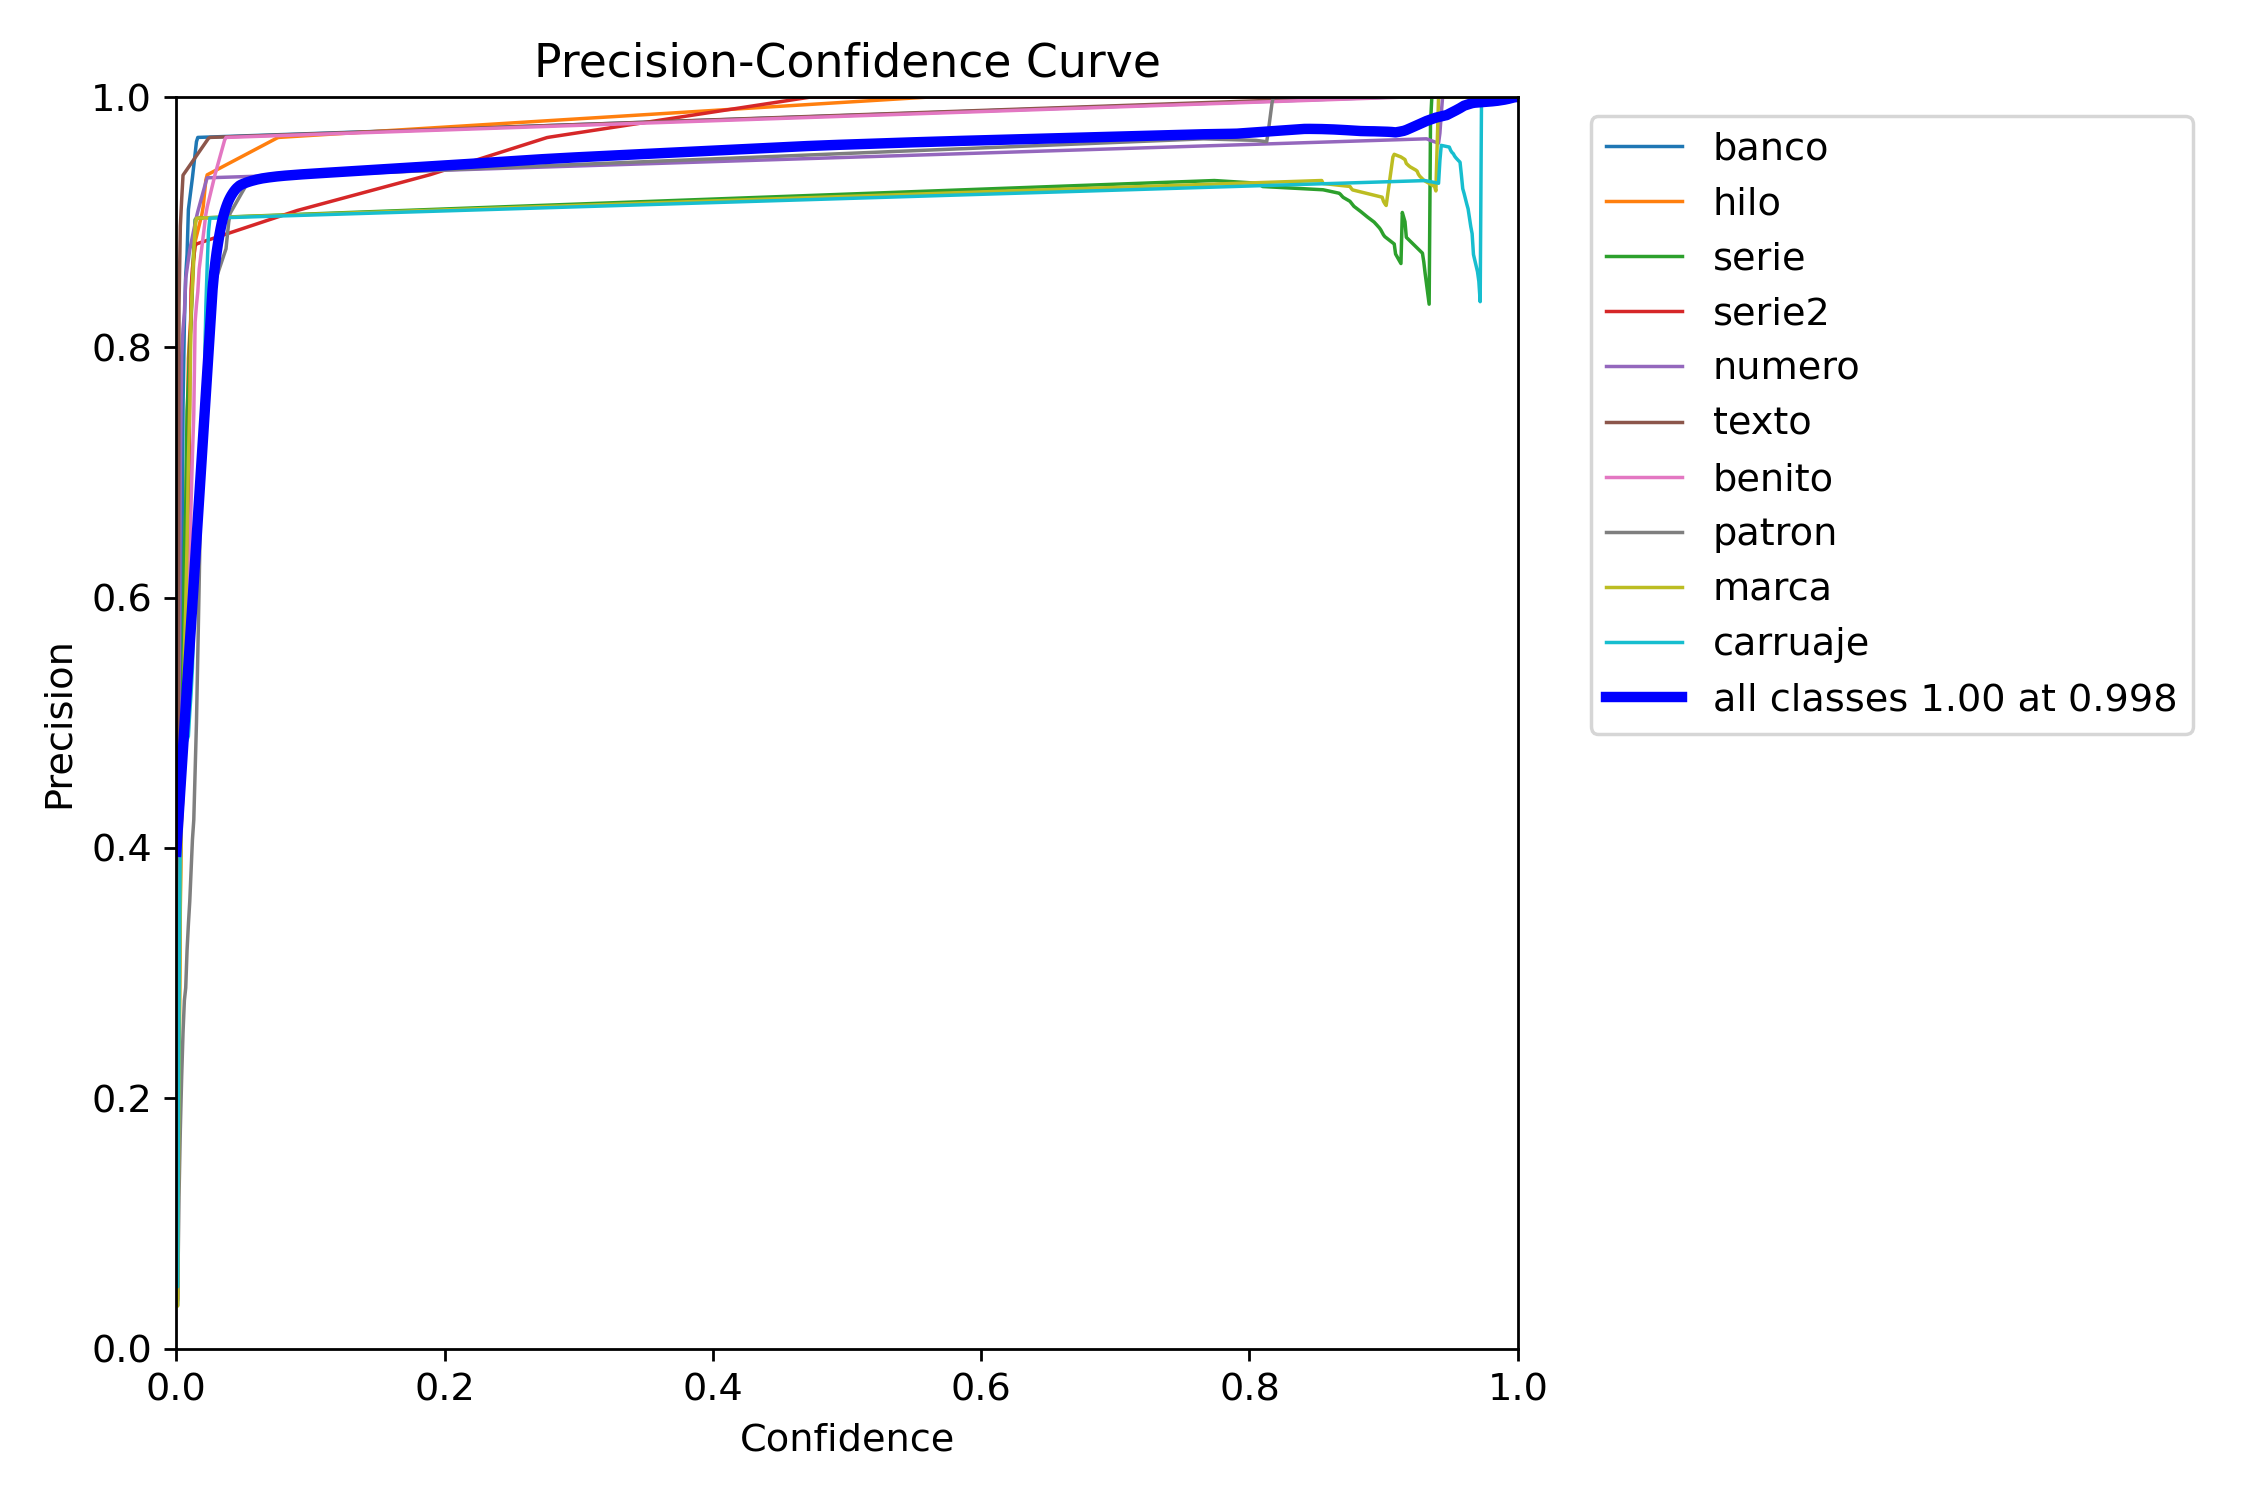 Precision-Confidence Curve
1.0
0.8
0.6
0.4
0.2
0.0
Precision
0.0 0.2 0.4 0.6 0.8 1.0
Confidence
banco
hilo
serie
serie2
numero
texto
benito
patron
marca
carruaje
all classes 1.00 at 0.998